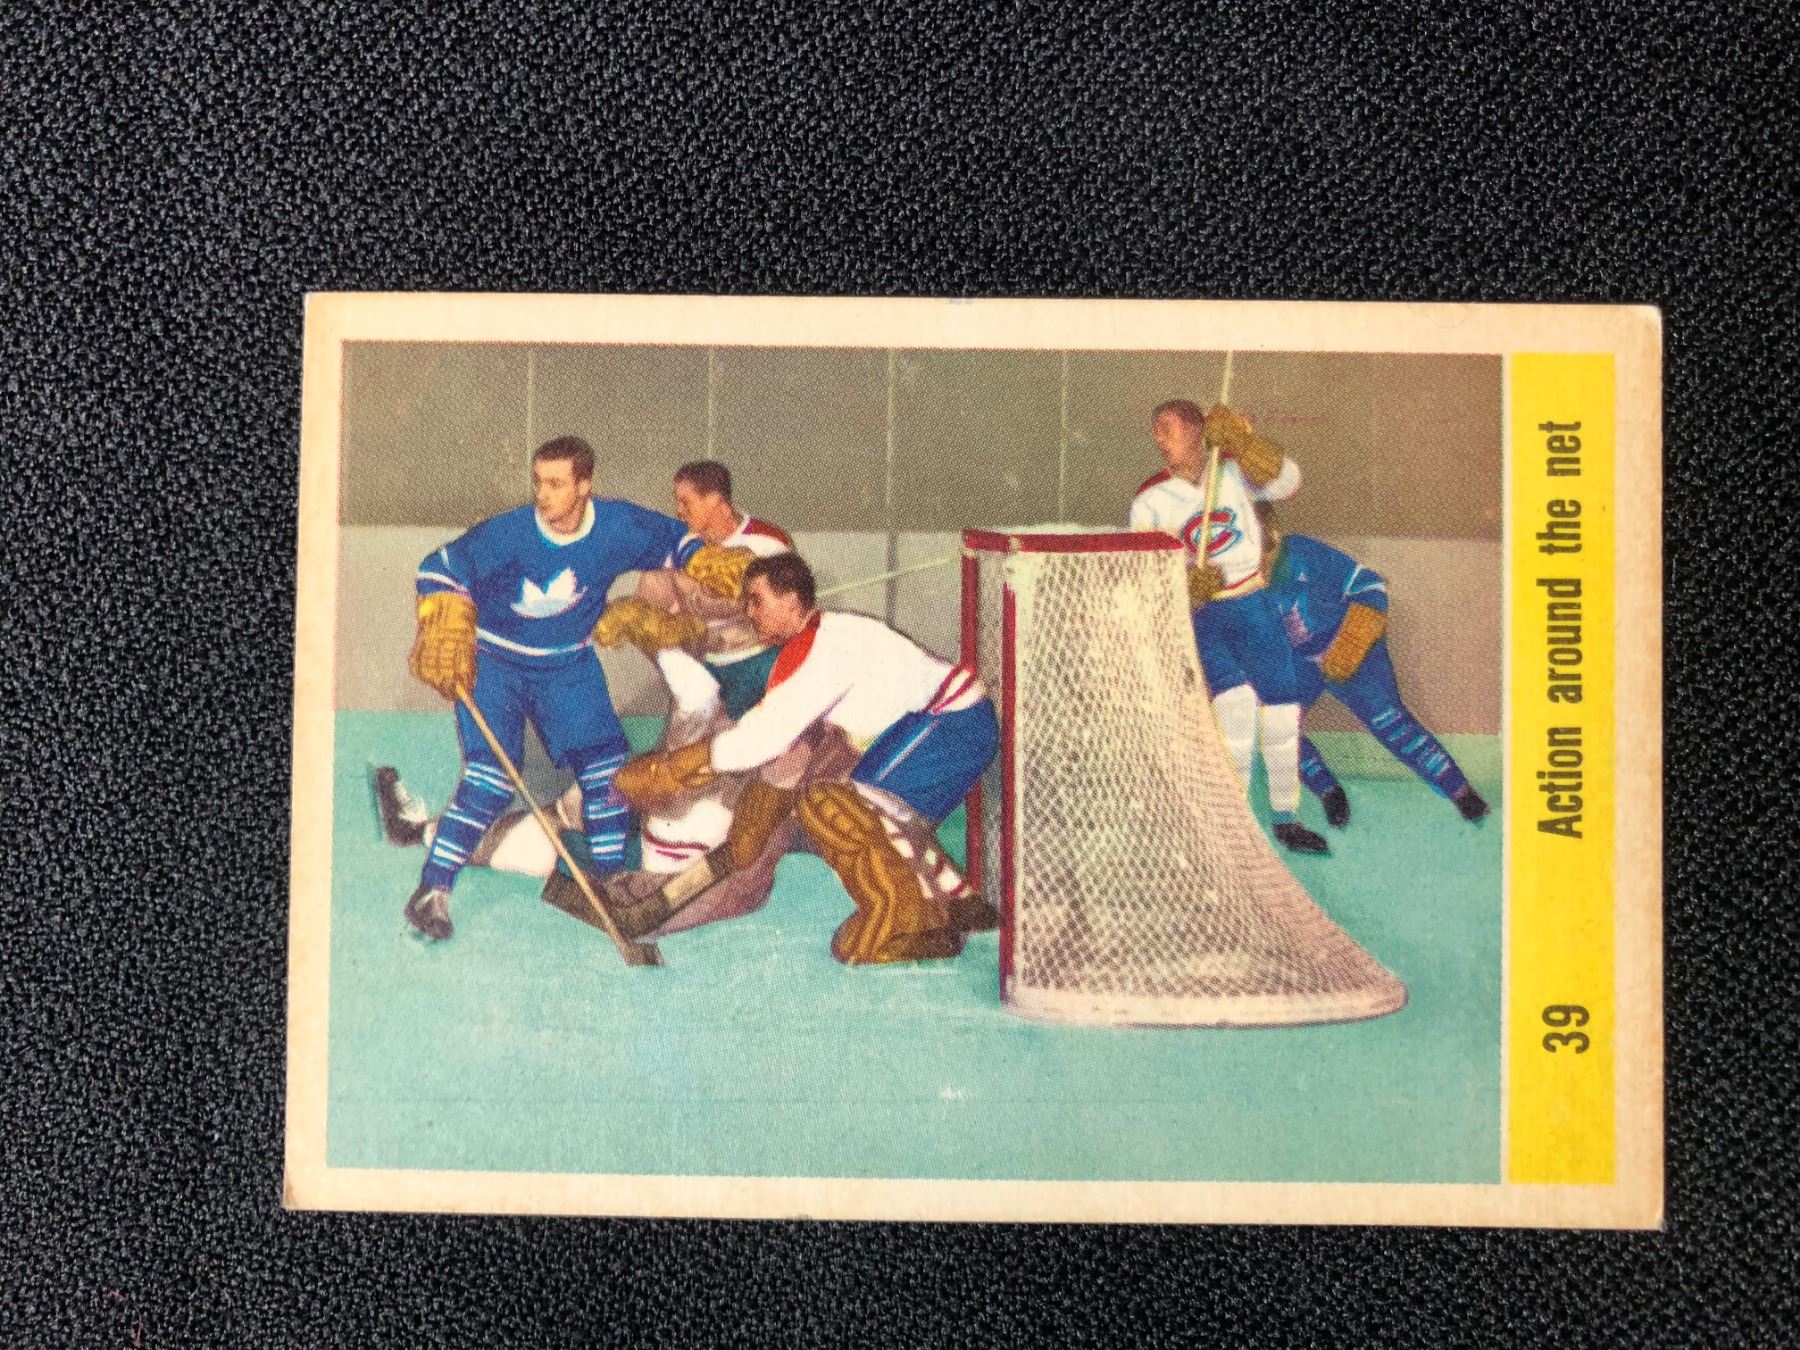 39 Action around the net
C